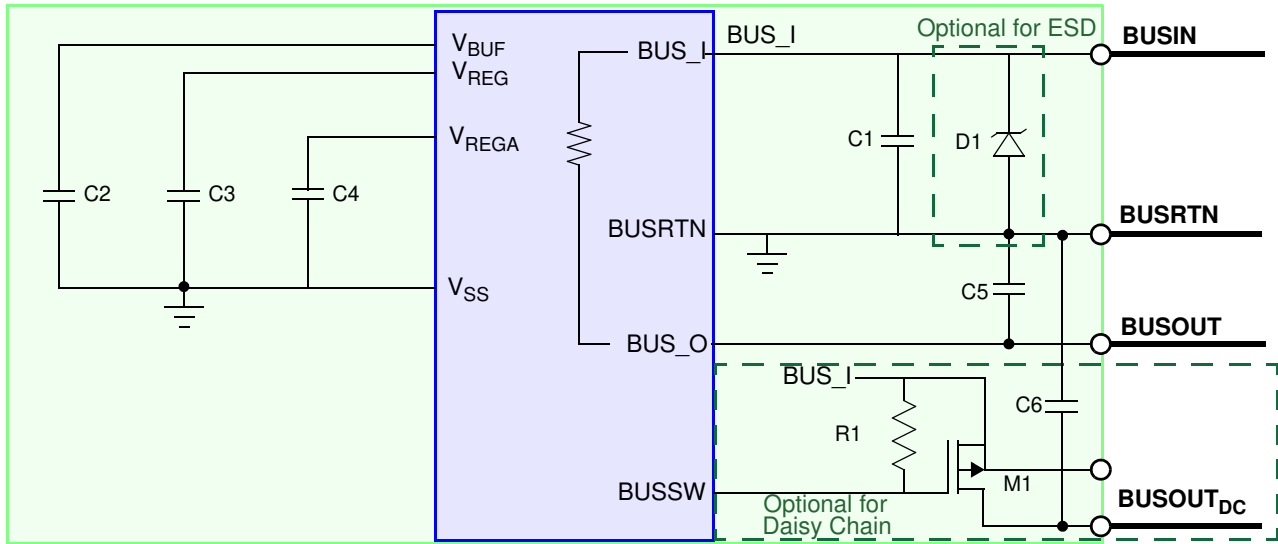 Optional for ESD
BUSIN
BUS_I
BUS_I
V_BUF
V_REG
V_REGA
C1
D1
C2
C3
C4
BUSRTN
BUSRTN
V_SS
C5
BUSOUT
BUS_O
BUS_I
C6
R1
M1
BUSSW
BUSOUT_DC
Optional for
Daisy Chain